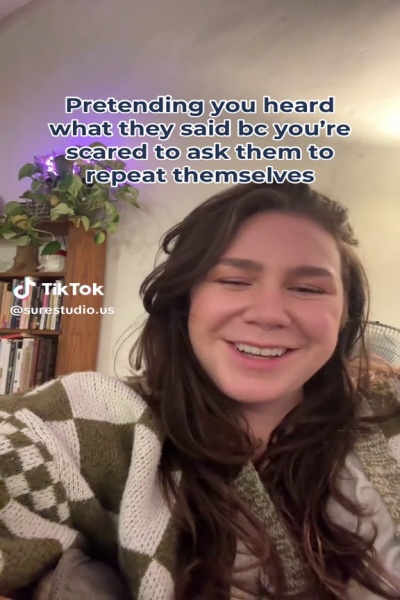 Pretending you heard
what they said bc you’re
scared to ask them to
repeat themselves
TikTok
@surestudio.us